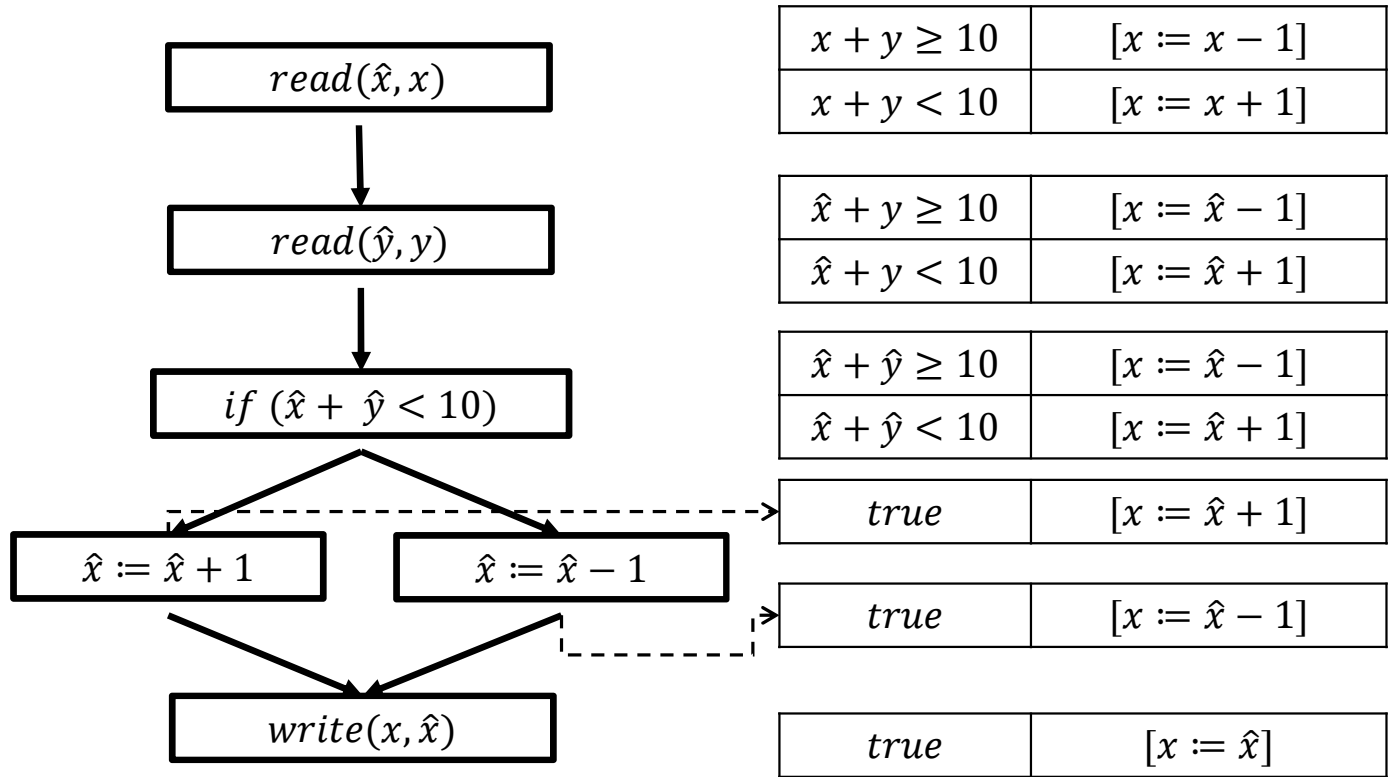 read(x̂, x)
read(ŷ, y)
if (x̂ + ŷ < 10)
x̂ ≔ x̂ + 1
x̂ ≔ x̂ − 1
write(x, x̂)
x + y ≥ 10 [x ≔ x − 1]
x + y < 10 [x ≔ x + 1]
x̂ + y ≥ 10 [x ≔ x̂ − 1]
x̂ + y < 10 [x ≔ x̂ + 1]
x̂ + ŷ ≥ 10 [x ≔ x̂ − 1]
x̂ + ŷ < 10 [x ≔ x̂ + 1]
true [x ≔ x̂ + 1]
true [x ≔ x̂ − 1]
true [x ≔ x̂]